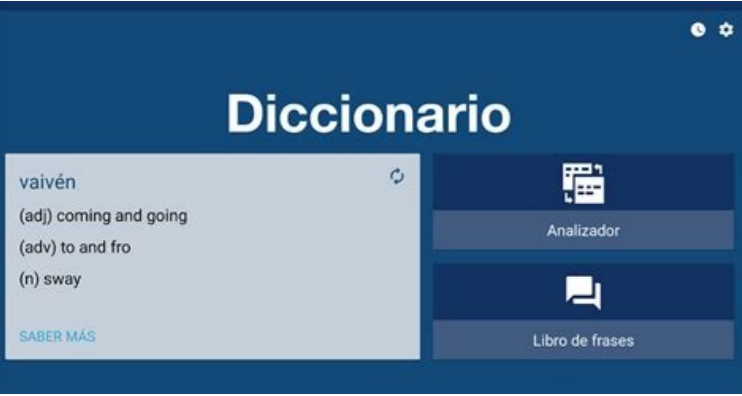 Diccionario
vaivén
(adj) coming and going
(adv) to and fro
(n) sway
SABER MÁS
Analizador
Libro de frases